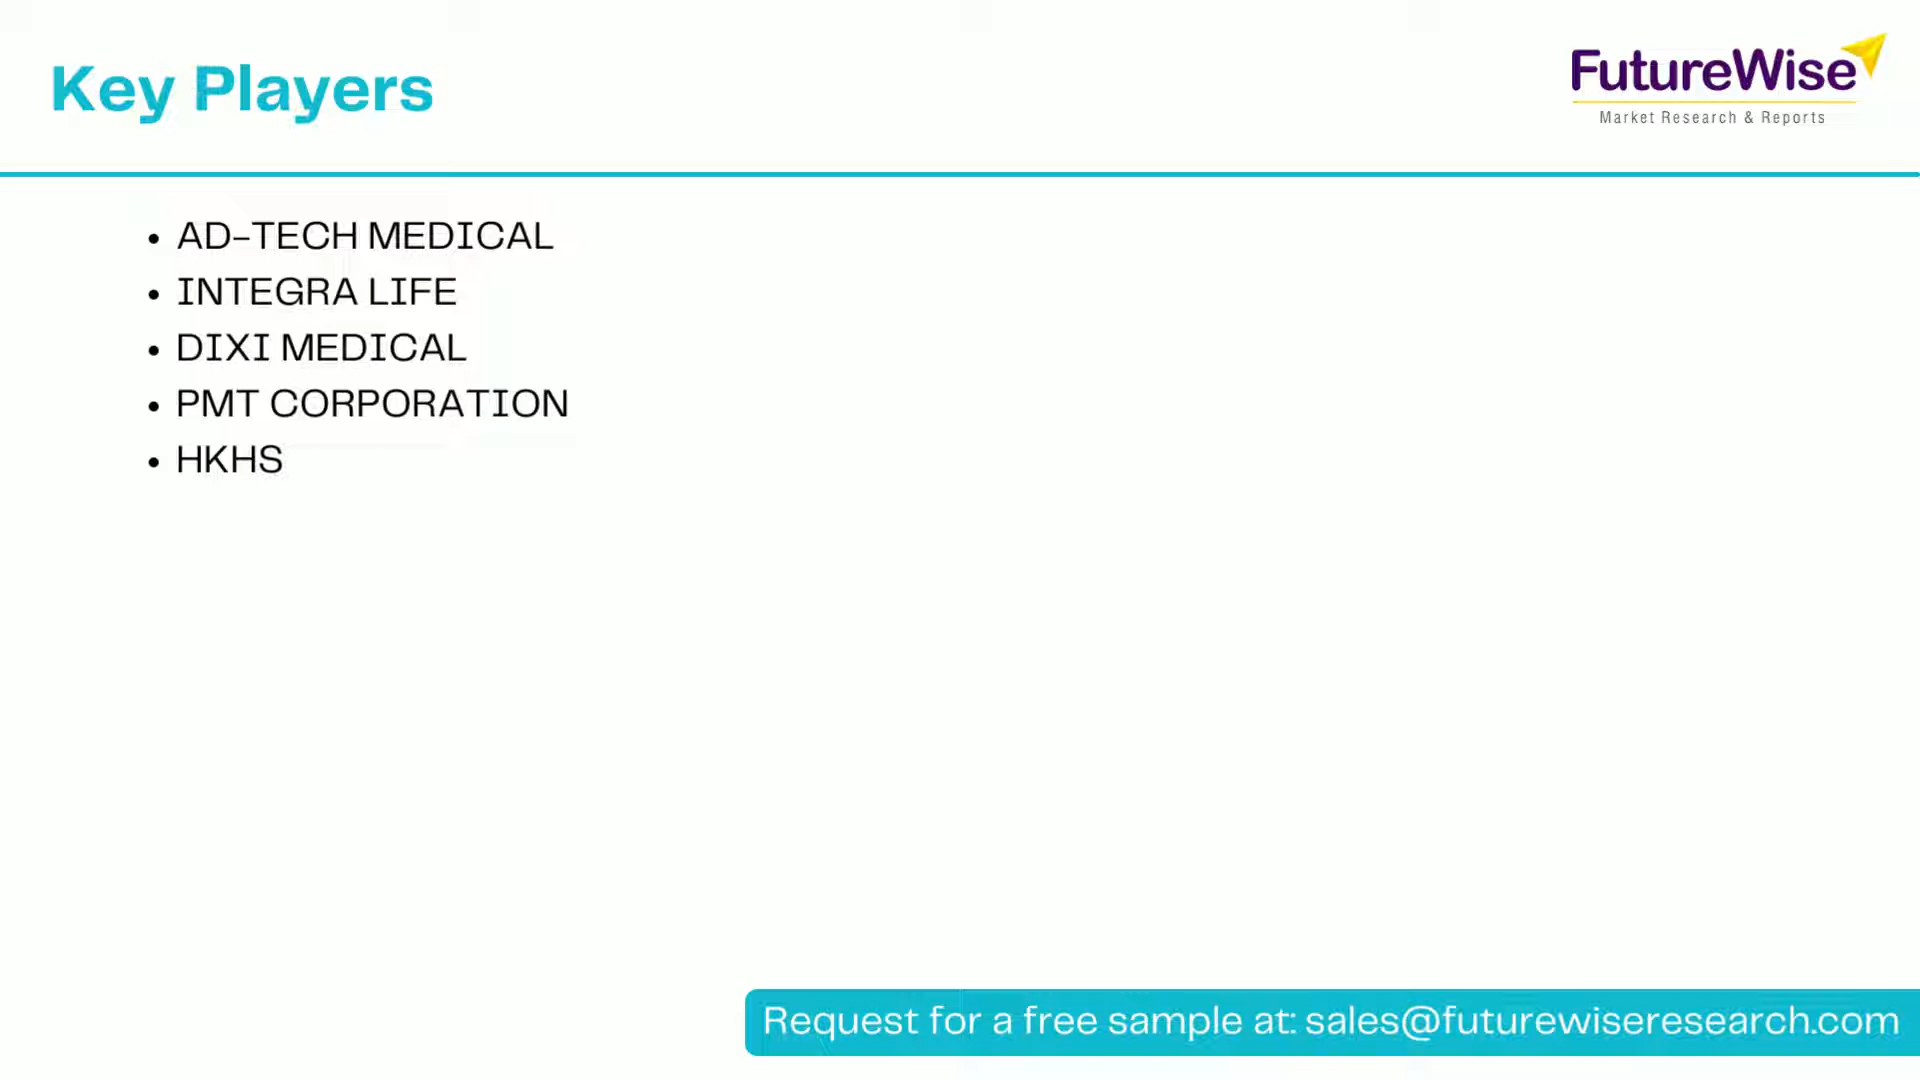 Key Players
FutureWise
Market Research & Reports
• AD-TECH MEDICAL
• INTEGRA LIFE
• DIXI MEDICAL
• PMT CORPORATION
• HKHS
Request for a free sample at: sales@futurewiseresearch.com